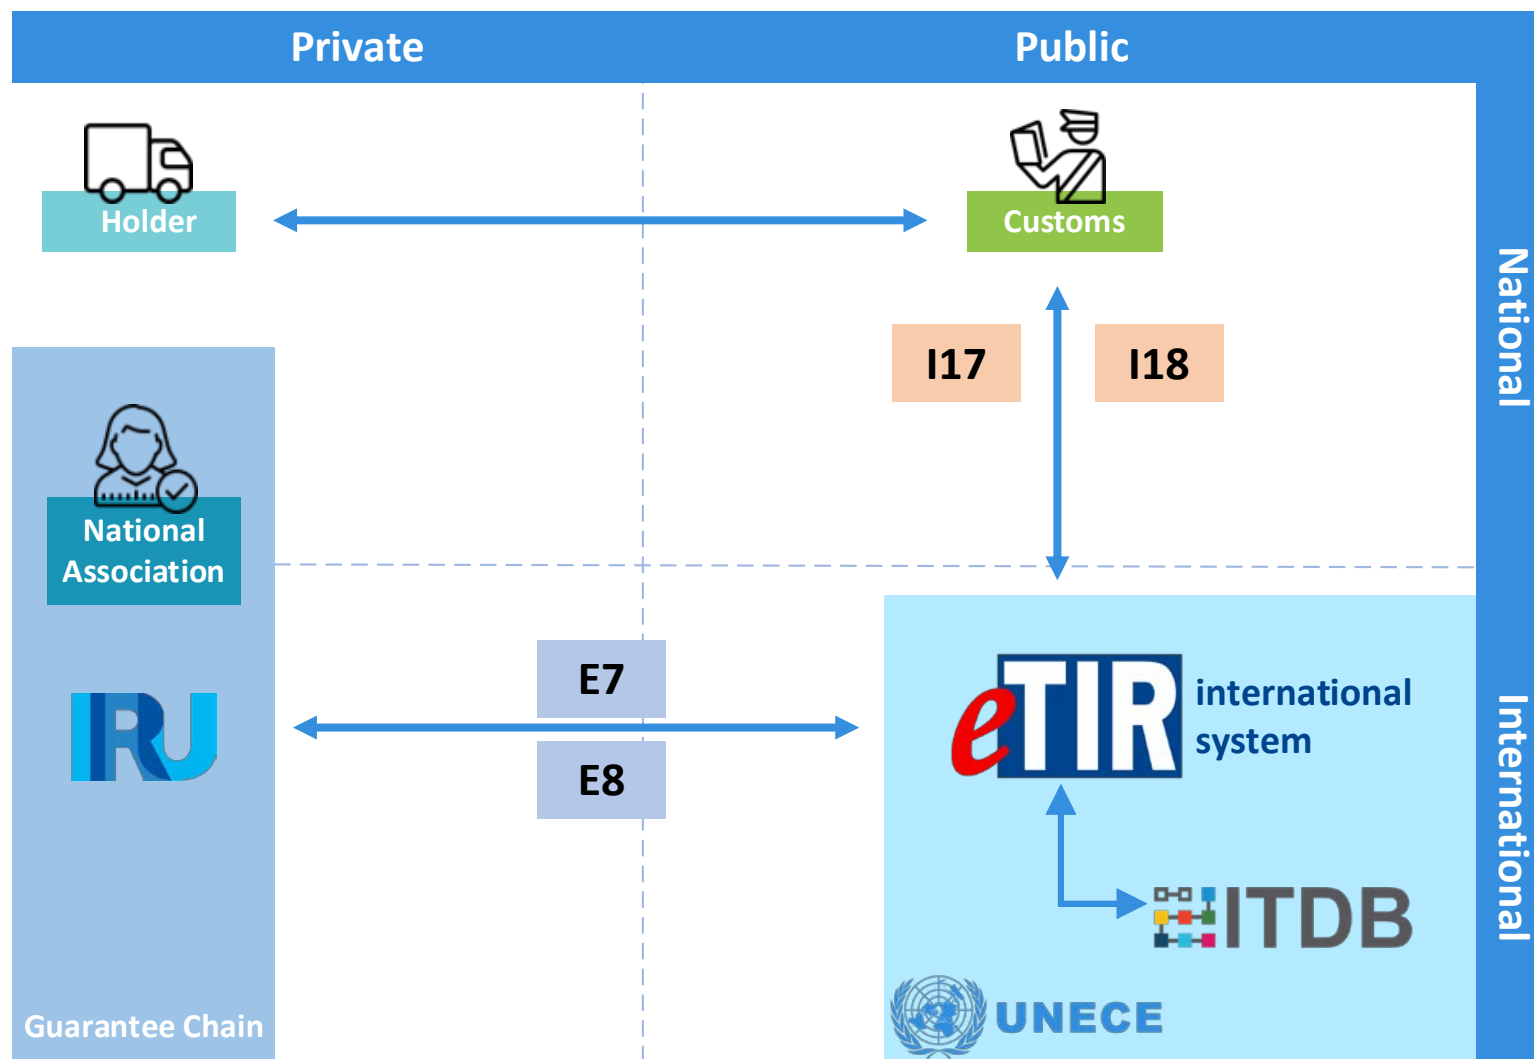 Private
Public
Holder
Customs
National
I17
I18
National
Association
E7
E8
IRU
eTIR
international
system
International
ITDB
Guarantee Chain
UNECE